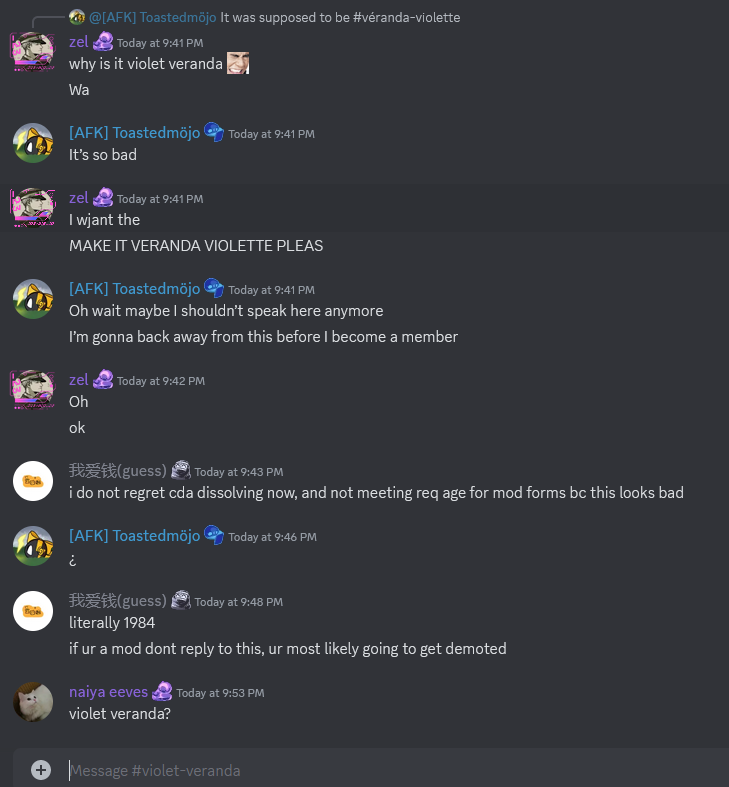 @[AFK] Toastedmöjo It was supposed to be #véranda-violette
zel Today at 9:41 PM
why is it violet veranda
Wa
[AFK] Toastedmöjo Today at 9:41 PM
It's so bad
zel Today at 9:41 PM
I wjant the
MAKE IT VERANDA VIOLETTE PLEAS
[AFK] Toastedmöjo Today at 9:41 PM
Oh wait maybe I shouldn't speak here anymore
I'm gonna back away from this before I become a member
zel Today at 9:42 PM
Oh
ok
我爱钱(guess) Today at 9:43 PM
i do not regret cda dissolving now, and not meeting req age for mod forms bc this looks bad
[AFK] Toastedmöjo Today at 9:46 PM
¿
我爱钱(guess) Today at 9:48 PM
literally 1984
if ur a mod dont reply to this, ur most likely going to get demoted
naiya eeves Today at 9:53 PM
violet veranda?
Message #violet-veranda